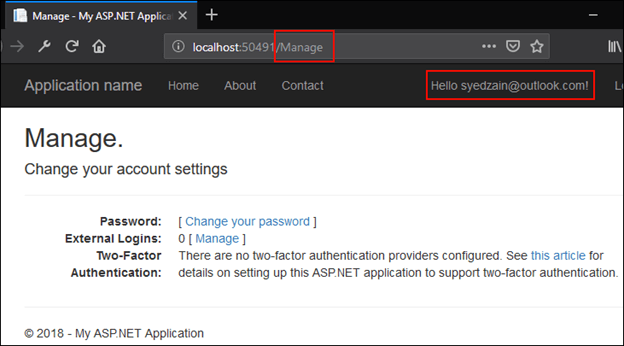 Manage - My ASP.NET Applica
localhost:50491/Manage
Application name Home About Contact Hello syedzain@outlook.com! Lo
Manage.
Change your account settings
Password: [ Change your password ]
External Logins: 0 [ Manage ]
Two-Factor There are no two-factor authentication providers configured. See this article for
Authentication: details on setting up this ASP.NET application to support two-factor authentication.
© 2018 - My ASP.NET Application